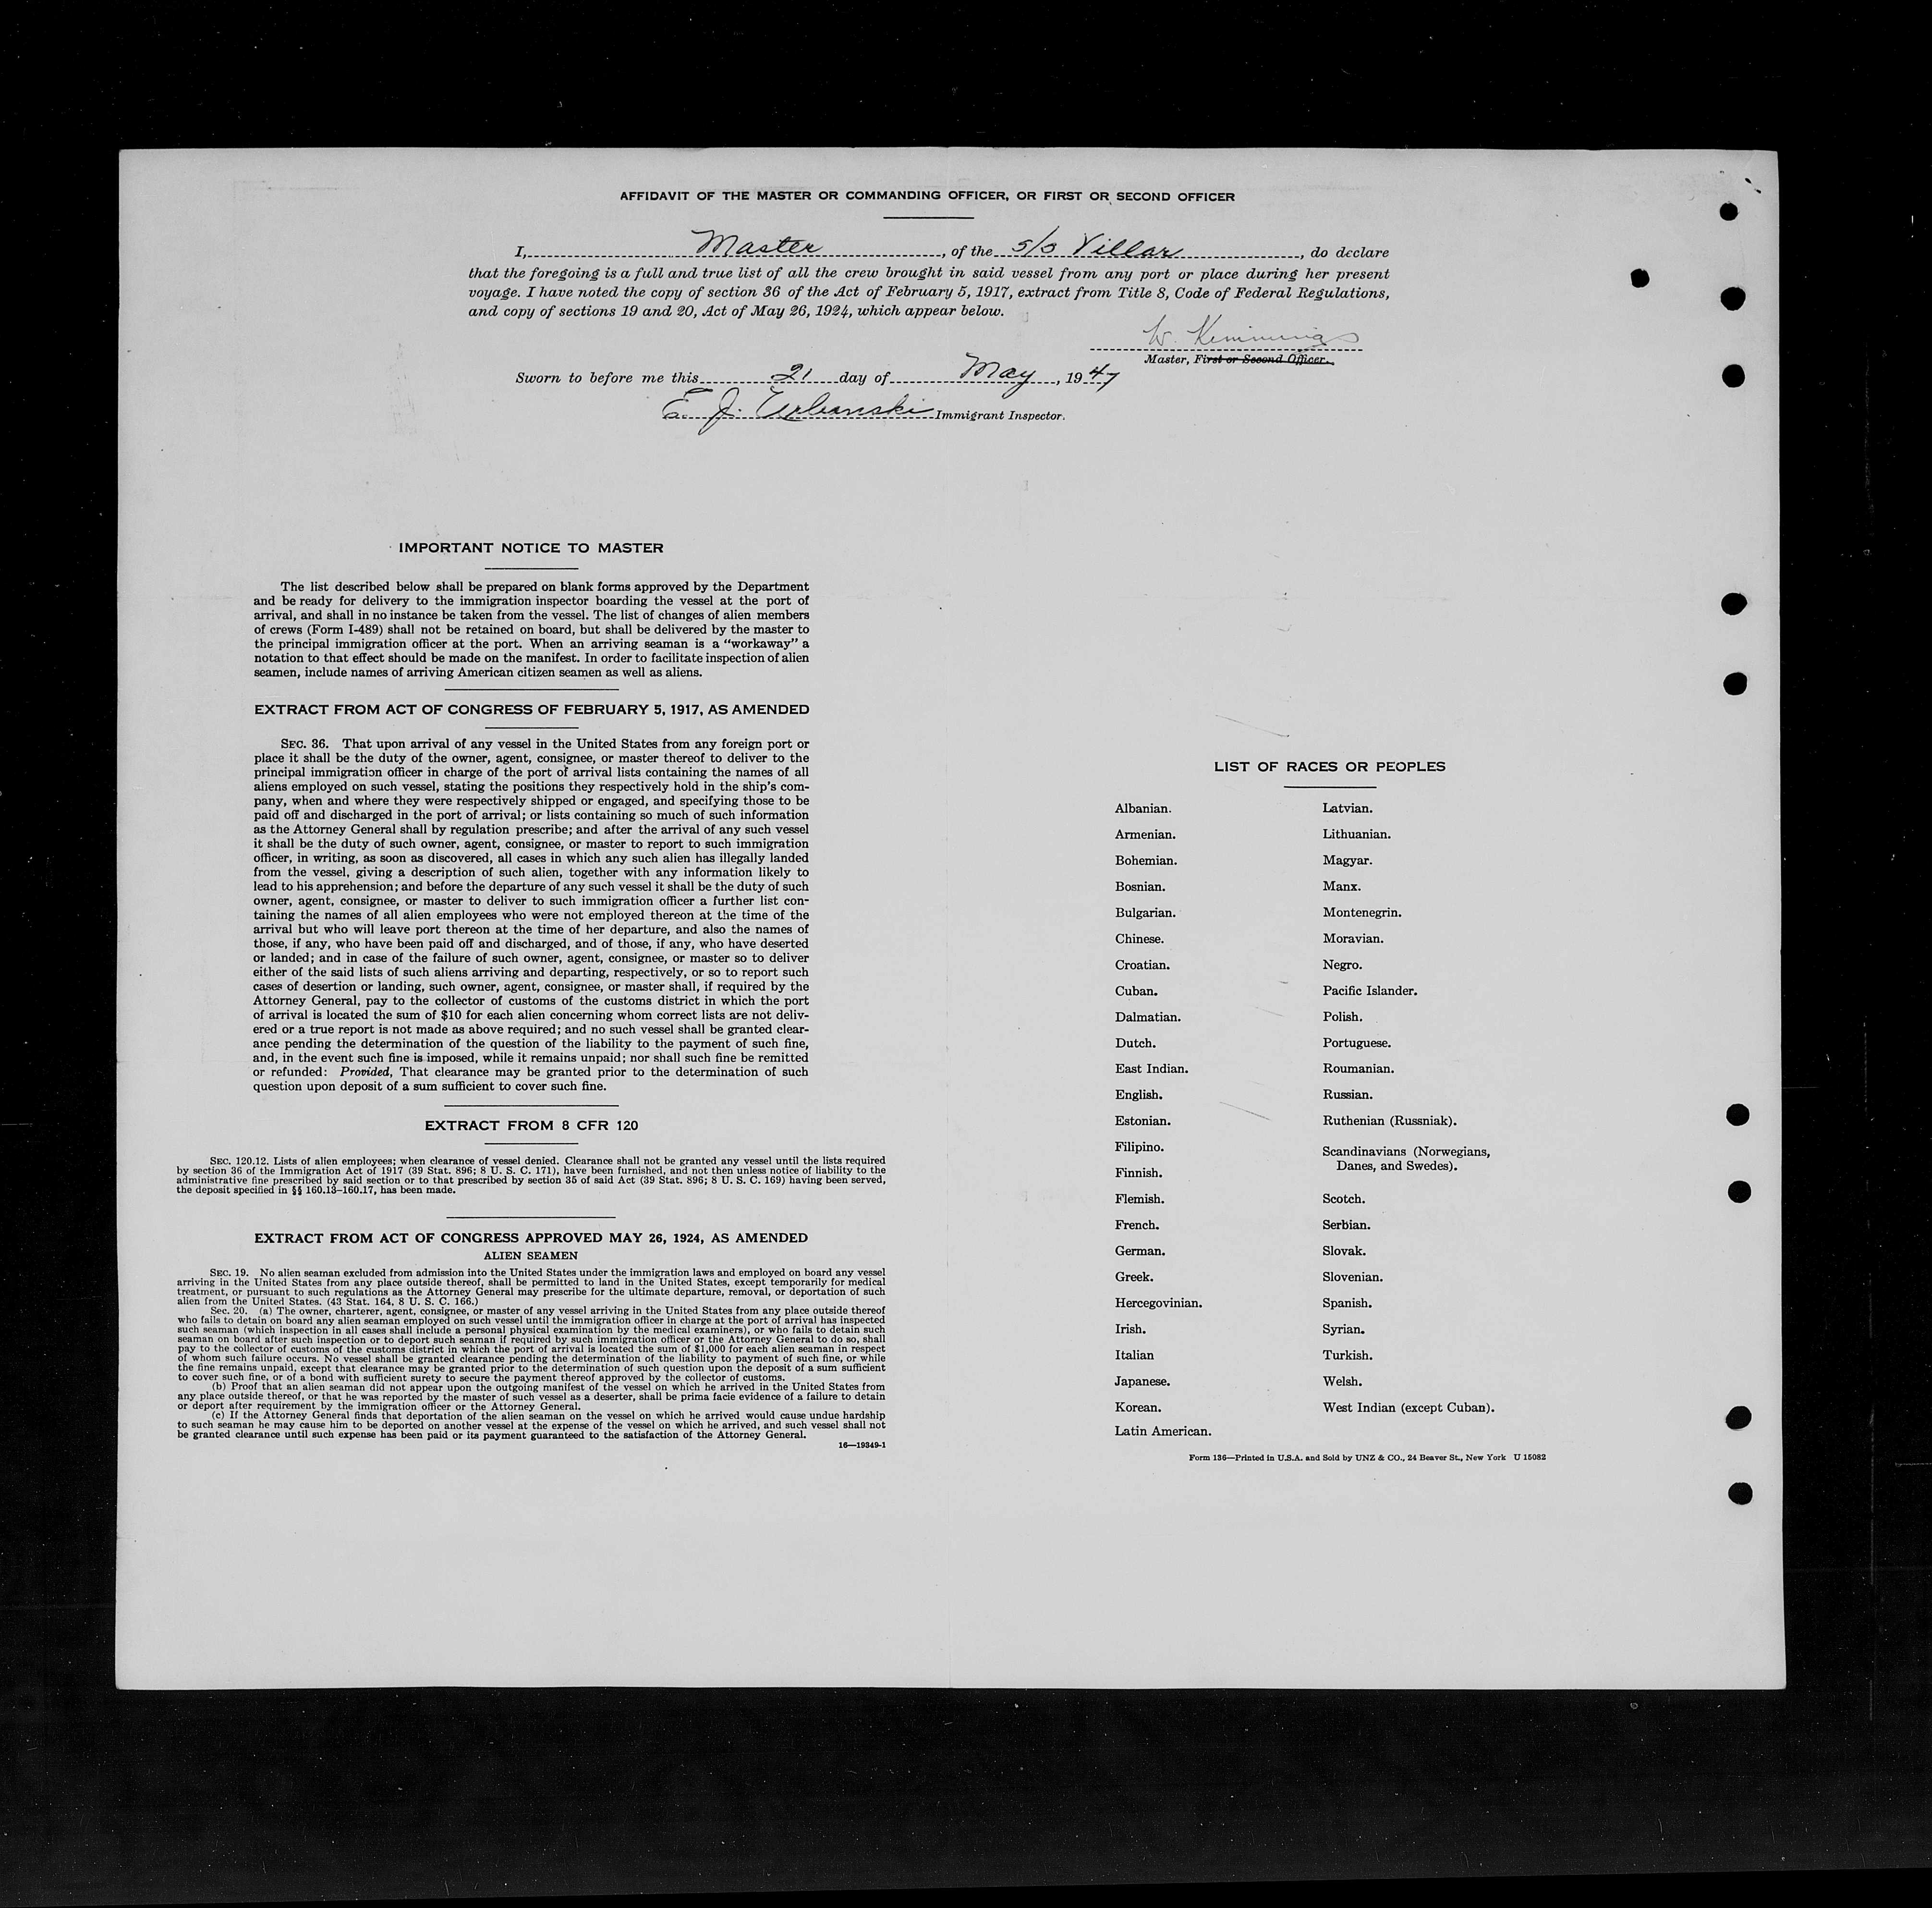 AFFIDAVIT OF THE MASTER OR COMMANDING OFFICER, OR FIRST OR SECOND OFFICER
I, Master, of the s/s Villar, do declare
that the foregoing is a full and true list of all the crew brought in said vessel from any port or place during her present
voyage. I have noted the copy of section 36 of the Act of February 5, 1917, extract from Title 8, Code of Federal Regulations,
and copy of sections 19 and 20, Act of May 26, 1924, which appear below.
W.
Master, First or Second Officer.
Sworn to before me this 21 day of May, 1947
E. J. Urbanski Immigrant Inspector.
IMPORTANT NOTICE TO MASTER
The list described below shall be prepared on blank forms approved by the Department
and be ready for delivery to the immigration inspector boarding the vessel at the port of
arrival, and shall in no instance be taken from the vessel. The list of changes of alien members
of crews (Form I-489) shall not be retained on board, but shall be delivered by the master to
the principal immigration officer at the port. When an arriving seaman is a “workaway” a
notation to that effect should be made on the manifest. In order to facilitate inspection of alien
seamen, include names of arriving American citizen seamen as well as aliens.
EXTRACT FROM ACT OF CONGRESS OF FEBRUARY 5, 1917, AS AMENDED
SEC. 36. That upon arrival of any vessel in the United States from any foreign port or
place it shall be the duty of the owner, agent, consignee, or master thereof to deliver to the
principal immigration officer in charge of the port of arrival lists containing the names of all
aliens employed on such vessel, stating the positions they respectively hold in the ship's com-
pany, when and where they were respectively shipped or engaged, and specifying those to be
paid off and discharged in the port of arrival; or lists containing so much of such information
as the Attorney General shall by regulation prescribe; and after the arrival of any such vessel
it shall be the duty of such owner, agent, consignee, or master to report to such immigration
officer, in writing, as soon as discovered, all cases in which any such alien has illegally landed
from the vessel, giving a description of such alien, together with any information likely to
lead to his apprehension; and before the departure of any such vessel it shall be the duty of such
owner, agent, consignee, or master to deliver to such immigration officer a further list con-
taining the names of all alien employees who were not employed thereon at the time of the
arrival but who will leave port thereon at the time of her departure, and also the names of
those, if any, who have been paid off and discharged, and of those, if any, who have deserted
or landed; and in case of the failure of such owner, agent, consignee, or master so to deliver
either of the said lists of such aliens arriving and departing, respectively, or so to report such
cases of desertion or landing, such owner, agent, consignee, or master shall, if required by the
Attorney General, pay to the collector of customs of the customs district in which the port
of arrival is located the sum of $10 for each alien concerning whom correct lists are not deliv-
ered or a true report is not made as above required; and no such vessel shall be granted clear-
ance pending the determination of the question of the liability to the payment of such fine,
and, in the event such fine is imposed, while it remains unpaid; nor shall such fine be remitted
or refunded: Provided, That clearance may be granted prior to the determination of such
question upon deposit of a sum sufficient to cover such fine.
EXTRACT FROM 8 CFR 120
SEC. 120.12. Lists of alien employees; when clearance of vessel denied. Clearance shall not be granted any vessel until the lists required
by section 36 of the Immigration Act of 1917 (39 Stat. 896; 8 U. S. C. 171), have been furnished, and not then unless notice of liability to the
administrative fine prescribed by said section or to that prescribed by section 35 of said Act (39 Stat. 896; 8 U. S. C. 169) having been served,
the deposit specified in §§ 160.13–160.17, has been made.
EXTRACT FROM ACT OF CONGRESS APPROVED MAY 26, 1924, AS AMENDED
ALIEN SEAMEN
SEC. 19. No alien seaman excluded from admission into the United States under the immigration laws and employed on board any vessel
arriving in the United States from any place outside thereof, shall be permitted to land in the United States, except temporarily for medical
treatment, or pursuant to such regulations as the Attorney General may prescribe for the ultimate departure, removal, or deportation of such
alien from the United States. (43 Stat. 164, 8 U. S. C. 166.)
Sec. 20. (a) The owner, charterer, agent, consignee, or master of any vessel arriving in the United States from any place outside thereof
who fails to detain on board any alien seaman employed on such vessel until the immigration officer in charge at the port of arrival has inspected
such seaman (which inspection in all cases shall include a personal physical examination by the medical examiners), or who fails to detain such
seaman on board after such inspection or to deport such seaman if required by such immigration officer or the Attorney General to do so, shall
pay to the collector of customs of the customs district in which the port of arrival is located the sum of $1,000 for each alien seaman in respect
of whom such failure occurs. No vessel shall be granted clearance pending the determination of the liability to payment of such fine, or while
the fine remains unpaid, except that clearance may be granted prior to the determination of such question upon the deposit of a sum sufficient
to cover such fine, or of a bond with sufficient surety to secure the payment thereof approved by the collector of customs.
(b) Proof that an alien seaman did not appear upon the outgoing manifest of the vessel on which he arrived in the United States from
any place outside thereof, or that he was reported by the master of such vessel as a deserter, shall be prima facie evidence of a failure to detain
or deport after requirement by the immigration officer or the Attorney General.
(c) If the Attorney General finds that deportation of the alien seaman on the vessel on which he arrived would cause undue hardship
to such seaman he may cause him to be deported on another vessel at the expense of the vessel on which he arrived, and such vessel shall not
be granted clearance until such expense has been paid or its payment guaranteed to the satisfaction of the Attorney General.
16—19349-1
LIST OF RACES OR PEOPLES
Albanian.
Armenian.
Bohemian.
Bosnian.
Bulgarian.
Chinese.
Croatian.
Cuban.
Dalmatian.
Dutch.
East Indian.
English.
Estonian.
Filipino.
Finnish.
Flemish.
French.
German.
Greek.
Hercegovinian.
Irish.
Italian
Japanese.
Korean.
Latin American.
Latvian.
Lithuanian.
Magyar.
Manx.
Montenegrin.
Moravian.
Negro.
Pacific Islander.
Polish.
Portuguese.
Roumanian.
Russian.
Ruthenian (Russniak).
Scandinavians (Norwegians,
Danes, and Swedes).
Scotch.
Serbian.
Slovak.
Slovenian.
Spanish.
Syrian.
Turkish.
Welsh.
West Indian (except Cuban).
Form 136—Printed in U.S.A. and Sold by UNZ & CO., 24 Beaver St., New York U 15082